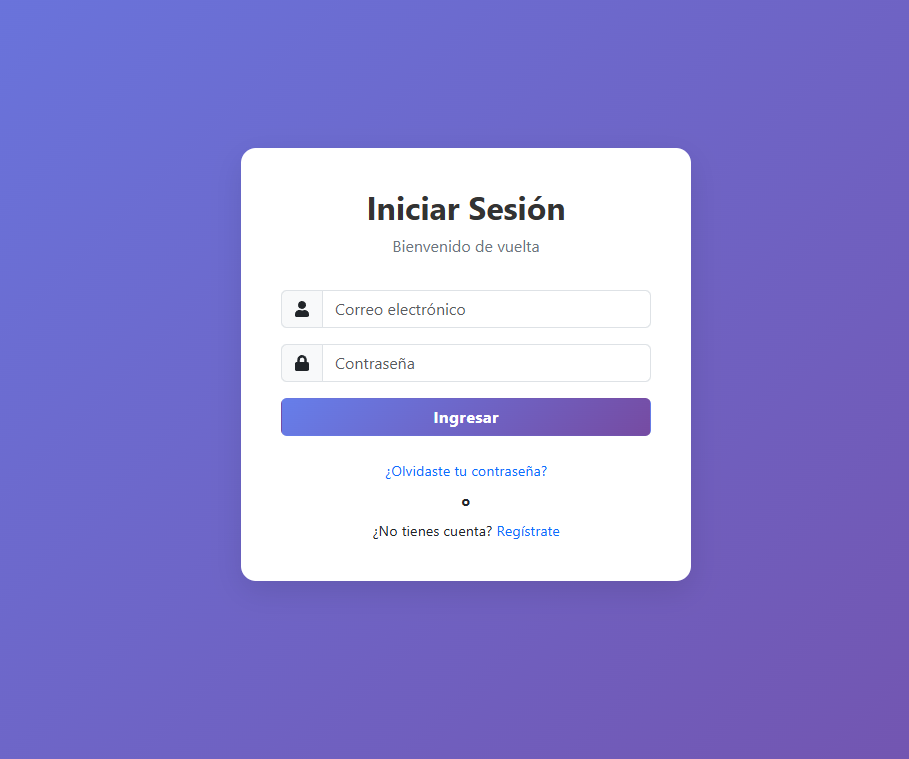 Iniciar Sesión
Bienvenido de vuelta
Correo electrónico
Contraseña
Ingresar
¿Olvidaste tu contraseña?
o
¿No tienes cuenta? Regístrate